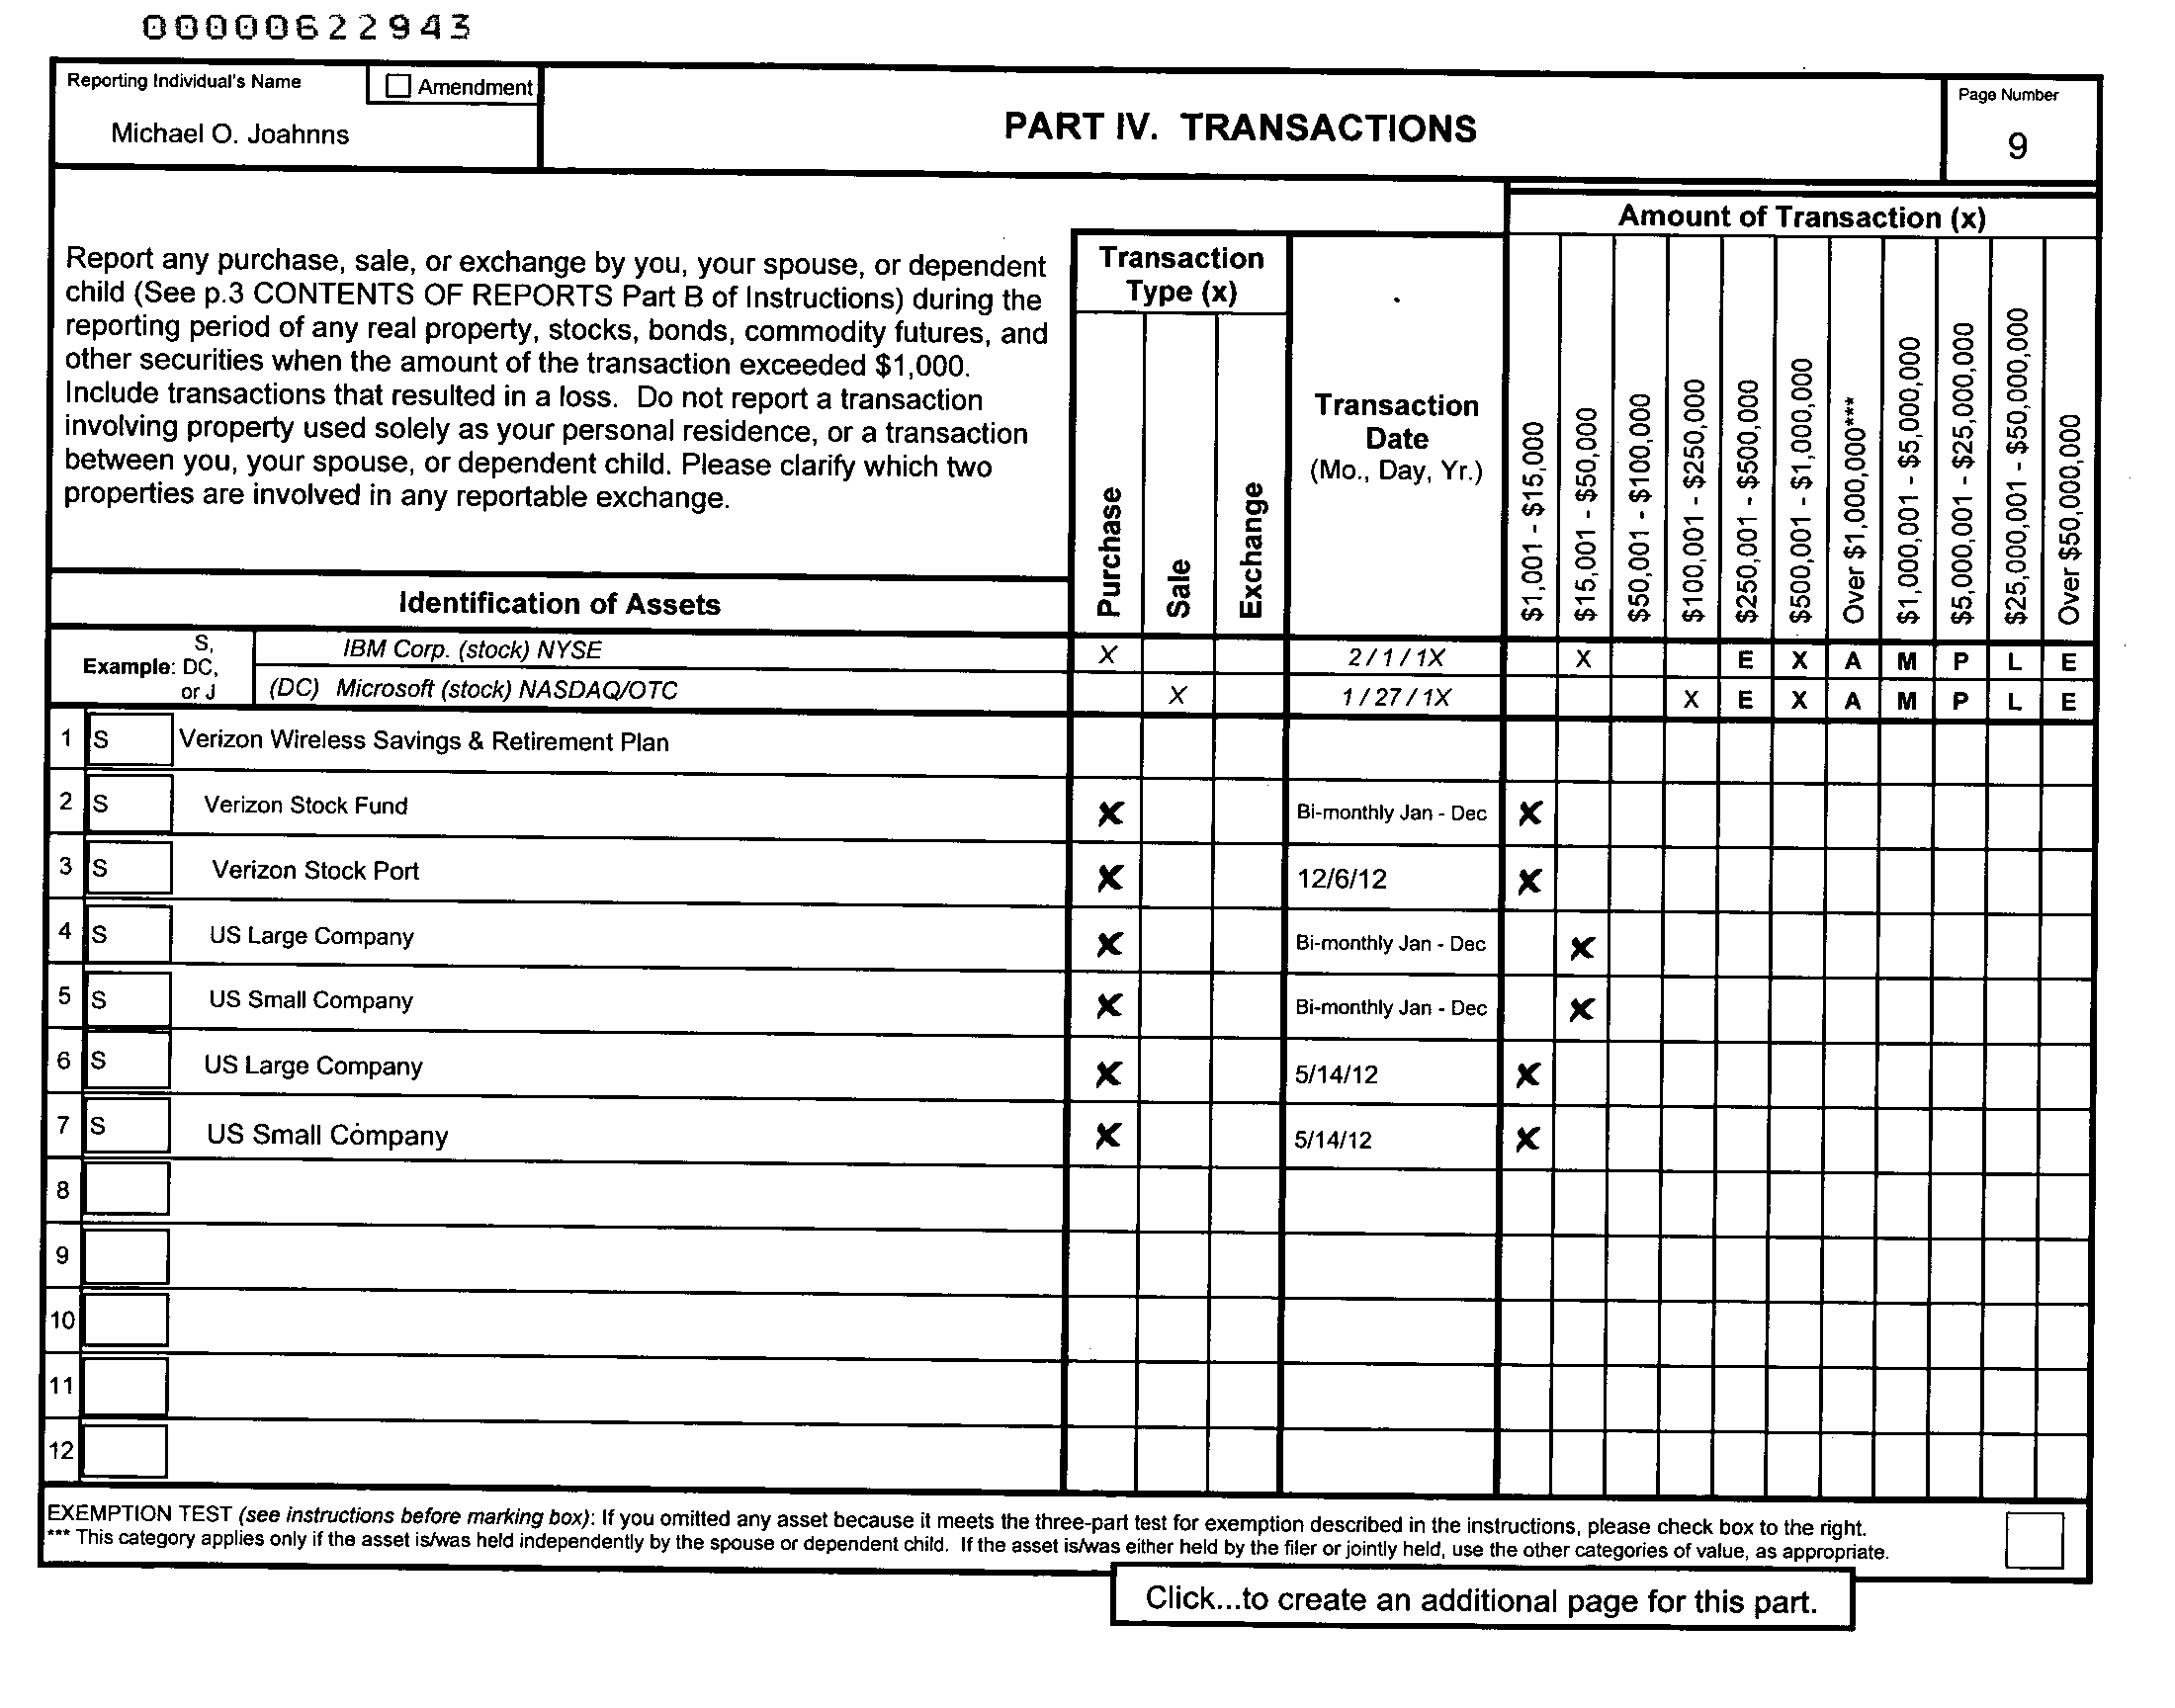 00000622943
Reporting Individual's Name
Amendment
Michael O. Joahnns
PART IV. TRANSACTIONS
Page Number
9
Report any purchase, sale, or exchange by you, your spouse, or dependent
child (See p.3 CONTENTS OF REPORTS Part B of Instructions) during the
reporting period of any real property, stocks, bonds, commodity futures, and
other securities when the amount of the transaction exceeded $1,000.
Include transactions that resulted in a loss. Do not report a transaction
involving property used solely as your personal residence, or a transaction
between you, your spouse, or dependent child. Please clarify which two
properties are involved in any reportable exchange.
Identification of Assets
Transaction
Type (x)
Purchase
Sale
Exchange
Transaction
Date
(Mo., Day, Yr.)
Amount of Transaction (x)
$1,001 - $15,000
$15,001 - $50,000
$50,001 - $100,000
$100,001 - $250,000
$250,001 - $500,000
$500,001 - $1,000,000
Over $1,000,000***
$1,000,001 - $5,000,000
$5,000,001 - $25,000,000
$25,000,001 - $50,000,000
Over $50,000,000
Example: S, DC, or J
IBM Corp. (stock) NYSE X 2 / 1 / 1X X E X A M P L E
(DC) Microsoft (stock) NASDAQ/OTC X 1 / 27 / 1X X E X A M P L E
1 S Verizon Wireless Savings & Retirement Plan
2 S Verizon Stock Fund X Bi-monthly Jan - Dec X
3 S Verizon Stock Port X 12/6/12 X
4 S US Large Company X Bi-monthly Jan - Dec X
5 S US Small Company X Bi-monthly Jan - Dec X
6 S US Large Company X 5/14/12 X
7 S US Small Company X 5/14/12 X
8
9
10
11
12
EXEMPTION TEST (see instructions before marking box): If you omitted any asset because it meets the three-part test for exemption described in the instructions, please check box to the right.
*** This category applies only if the asset is/was held independently by the spouse or dependent child. If the asset is/was either held by the filer or jointly held, use the other categories of value, as appropriate.
Click...to create an additional page for this part.